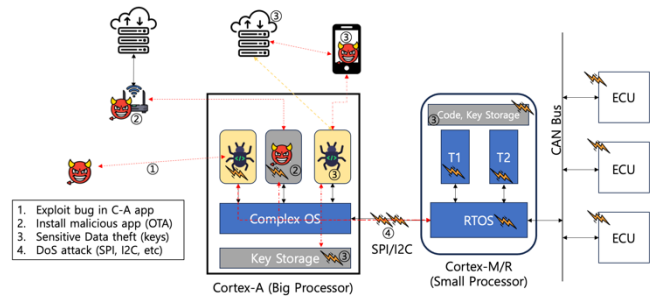 ③
③
②
①
Code, Key Storage
③
T1
T2
RTOS
CAN Bus
ECU
ECU
ECU
②
③
Complex OS
Key Storage
③
④
SPI/I2C
Cortex-A (Big Processor)
Cortex-M/R
(Small Processor)
1. Exploit bug in C-A app
2. Install malicious app (OTA)
3. Sensitive Data theft (keys)
4. DoS attack (SPI, I2C, etc)